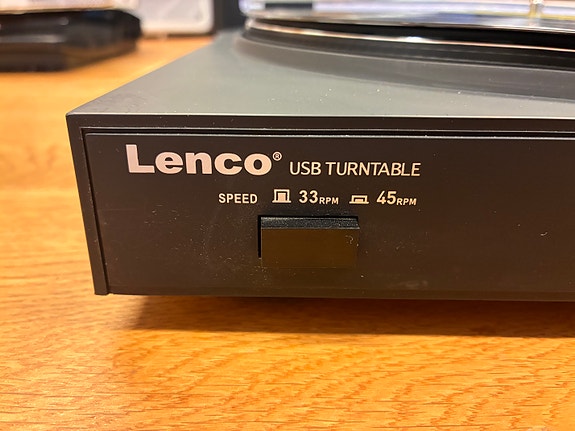 Lenco® USB TURNTABLE
SPEED 33RPM 45RPM